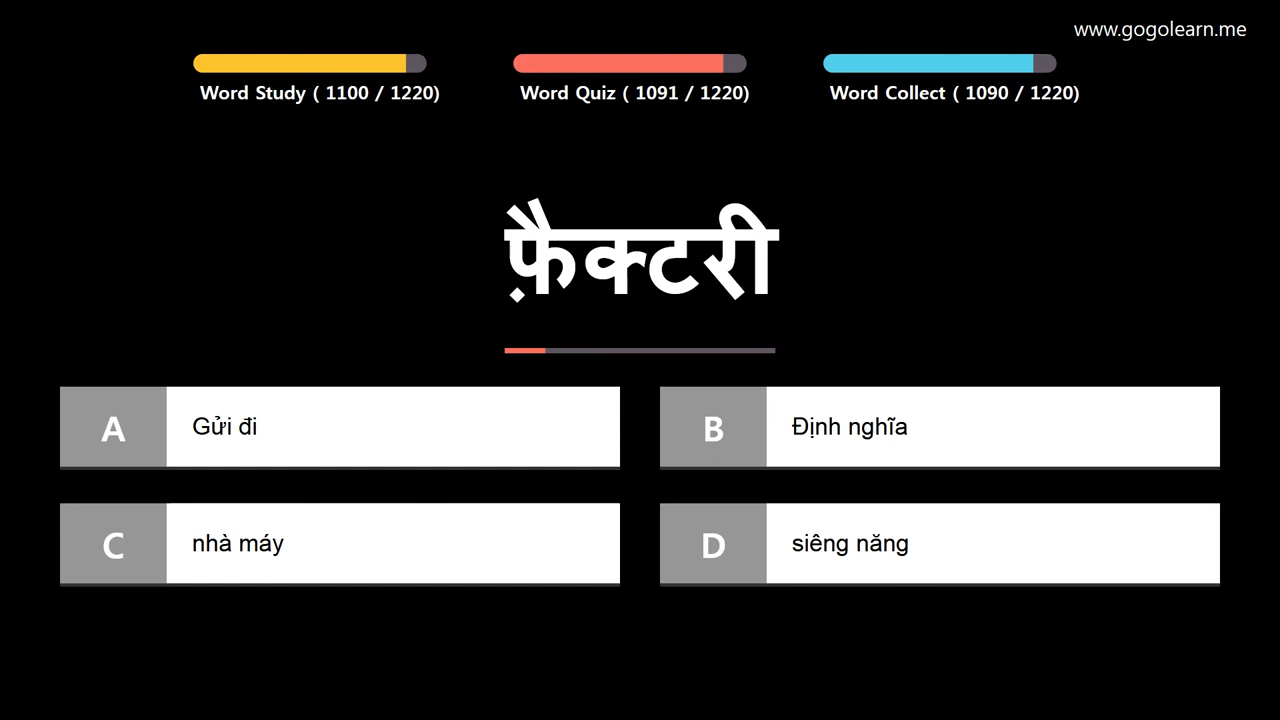 www.gogolearn.me
Word Study ( 1100 / 1220)
Word Quiz ( 1091 / 1220)
Word Collect ( 1090 / 1220)
फ़ैक्टरी
A Gửi đi
B Định nghĩa
C nhà máy
D siêng năng